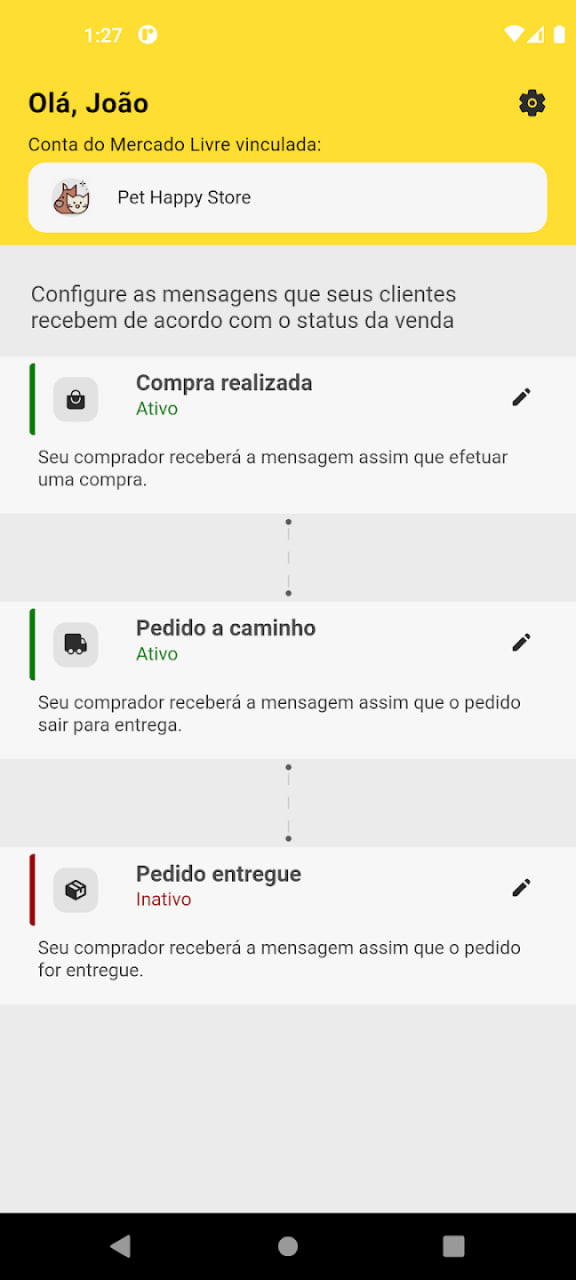 1:27
Olá, João
Conta do Mercado Livre vinculada:
Pet Happy Store
Configure as mensagens que seus clientes
recebem de acordo com o status da venda
Compra realizada
Ativo
Seu comprador receberá a mensagem assim que efetuar
uma compra.
Pedido a caminho
Ativo
Seu comprador receberá a mensagem assim que o pedido
sair para entrega.
Pedido entregue
Inativo
Seu comprador receberá a mensagem assim que o pedido
for entregue.